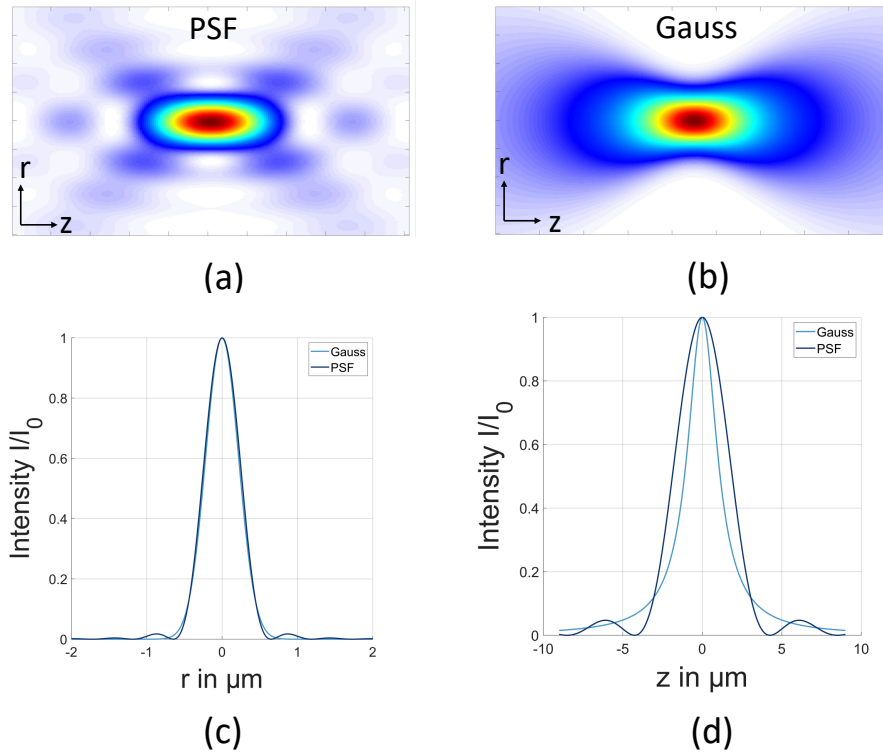 PSF
r
z
(a)
Gauss
r
z
(b)
Intensity I/I₀
1
0.8
0.6
0.4
0.2
0
-2
-1
0
1
2
r in µm
Gauss
PSF
(c)
Intensity I/I₀
1
0.8
0.6
0.4
0.2
0
-10
-5
0
5
10
z in µm
Gauss
PSF
(d)